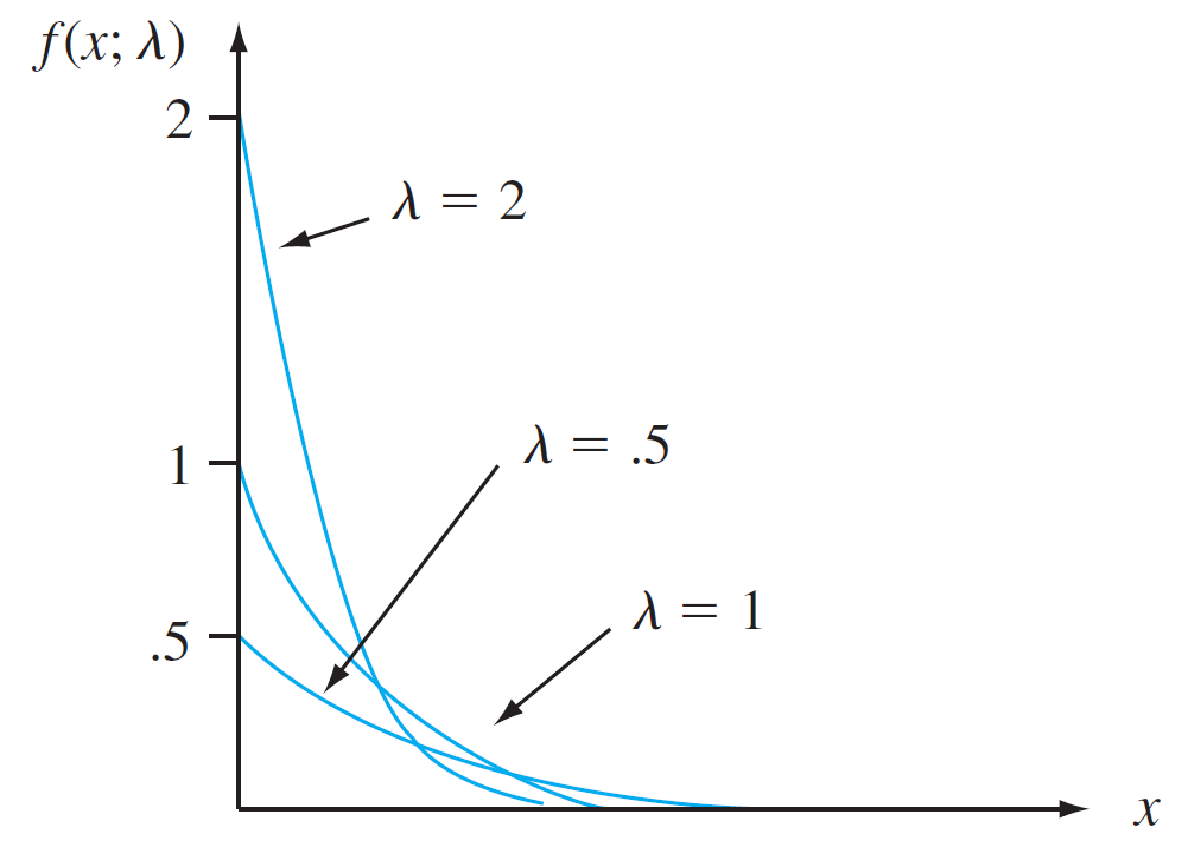 f(x; λ)
2
λ = 2
1
λ = .5
λ = 1
.5
x